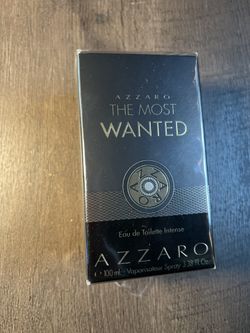 AZZARO
THE MOST
WANTED
AZZARO
Eau de Toilette Intense
AZZARO
e 100 mL - Vaporisateur Spray 3.38 fl. Oz.